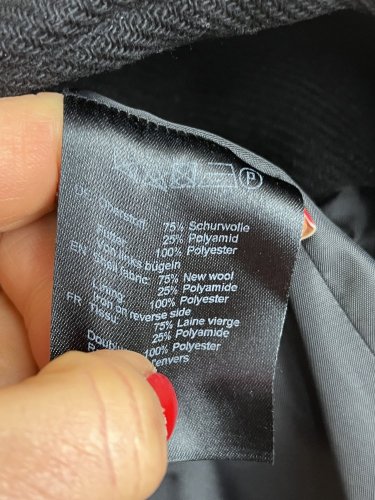 DE Oberstoff: 75% Schurwolle
25% Polyamid
Futter: 100% Polyester
Von links bügeln
EN Shell fabric: 75% New wool
25% Polyamide
Lining: 100% Polyester
Iron on reverse side
FR Tissu: 75% Laine vierge
25% Polyamide
Doublu 100% Polyester
R l'envers
P